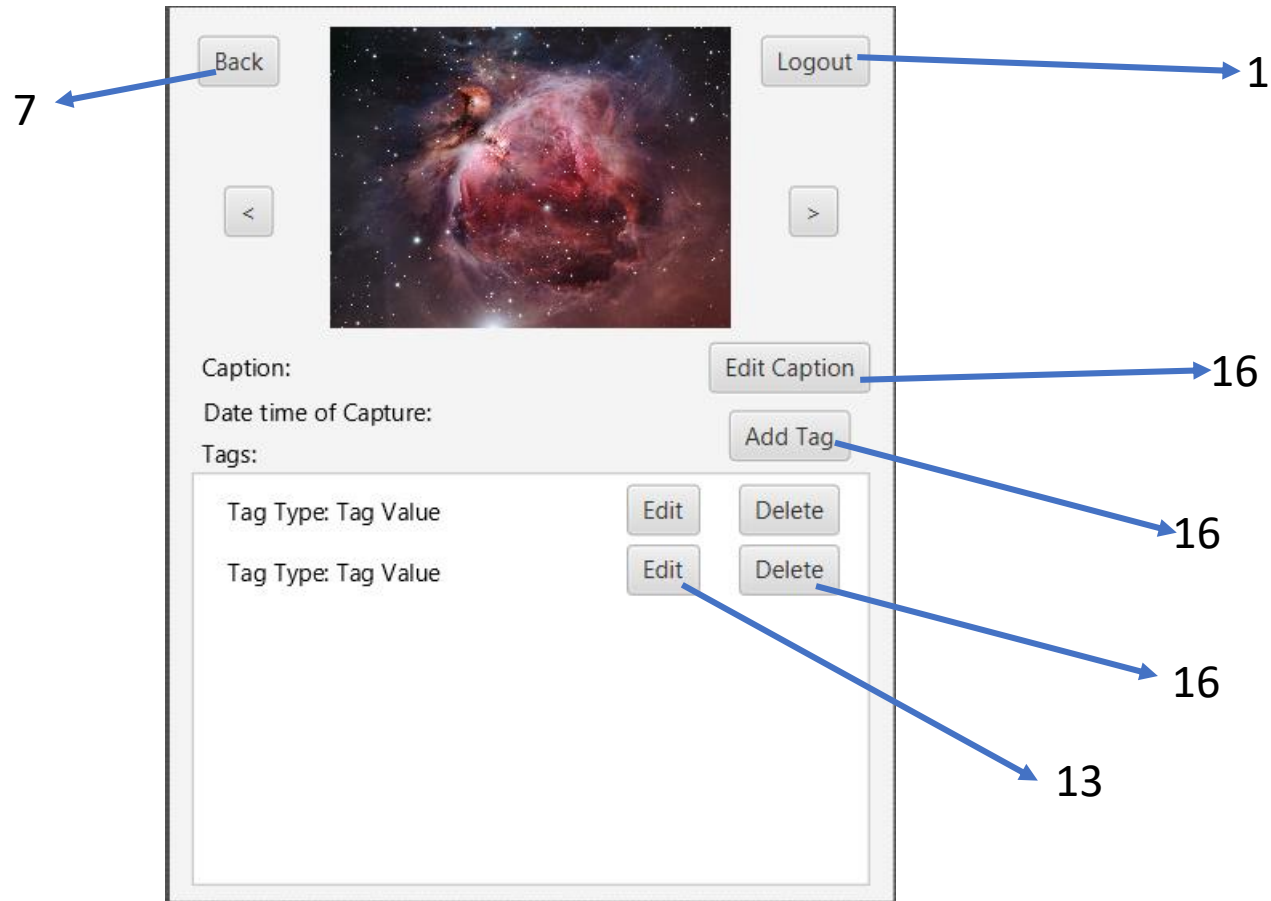 Back
Logout
1
7
<
>
Caption:
Edit Caption
16
Date time of Capture:
Add Tag
Tags:
Tag Type: Tag Value
Edit
Delete
16
Tag Type: Tag Value
Edit
Delete
16
13